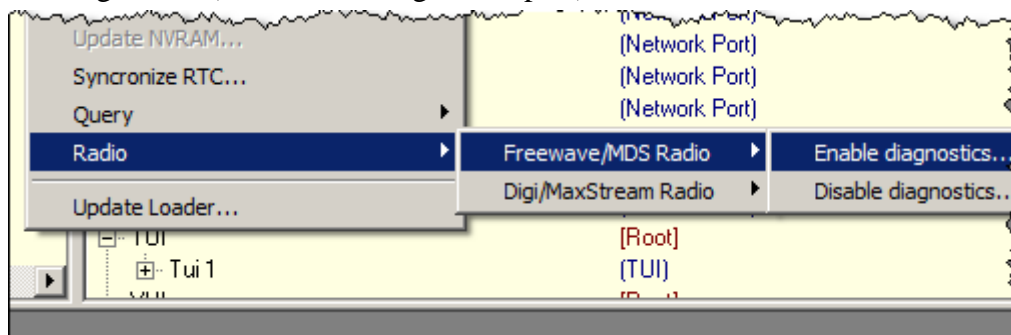 Update NVRAM...
(Network Port)
Syncronize RTC...
(Network Port)
Query
(Network Port)
Radio
Freewave/MDS Radio
Enable diagnostics...
Digi/MaxStream Radio
Disable diagnostics...
Update Loader...
TUI
[Root]
Tui 1
(TUI)